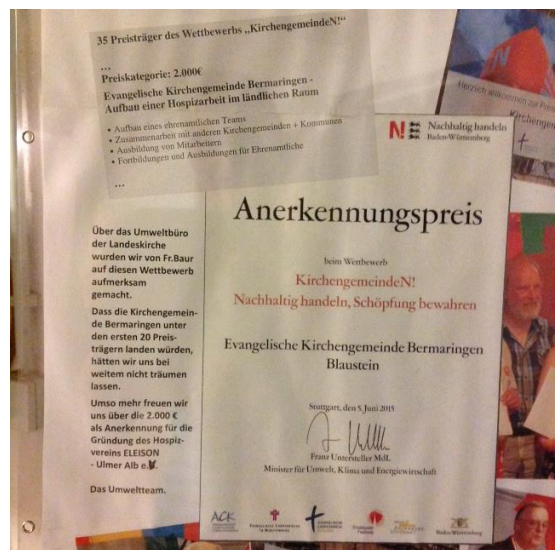 35 Preisträger des Wettbewerbs „KirchengemeindeN!“
...
Preiskategorie: 2.000€
Evangelische Kirchengemeinde Bermaringen -
Aufbau einer Hospizarbeit im ländlichen Raum
• Aufbau eines ehrenamtlichen Teams
• Zusammenarbeit mit anderen Kirchengemeinden + Kommunen
• Ausbildung von Mitarbeitern
• Fortbildungen und Ausbildungen für Ehrenamtliche
...
Herzlich willkommen zur
Kirchengem
N! Nachhaltig handeln
Baden-Württemberg
Anerkennungspreis
beim Wettbewerb
KirchengemeindeN!
Nachhaltig handeln, Schöpfung bewahren
Evangelische Kirchengemeinde Bermaringen
Blaustein
Stuttgart, den 5. Juni 2015
Franz Untersteller MdL
Minister für Umwelt, Klima und Energiewirtschaft
ACK
Baden-Württemberg
Über das Umweltbüro
der Landeskirche
wurden wir von Fr.Baur
auf diesen Wettbewerb
aufmerksam
gemacht.
Dass die Kirchengemein-
de Bermaringen unter
den ersten 20 Preis-
trägern landen würden,
hätten wir uns bei
weitem nicht träumen
lassen.
Umso mehr freuen wir
uns über die 2.000 €
als Anerkennung für die
Gründung des Hospiz-
vereins ELEISON
- Ulmer Alb e.V.
Das Umweltteam.